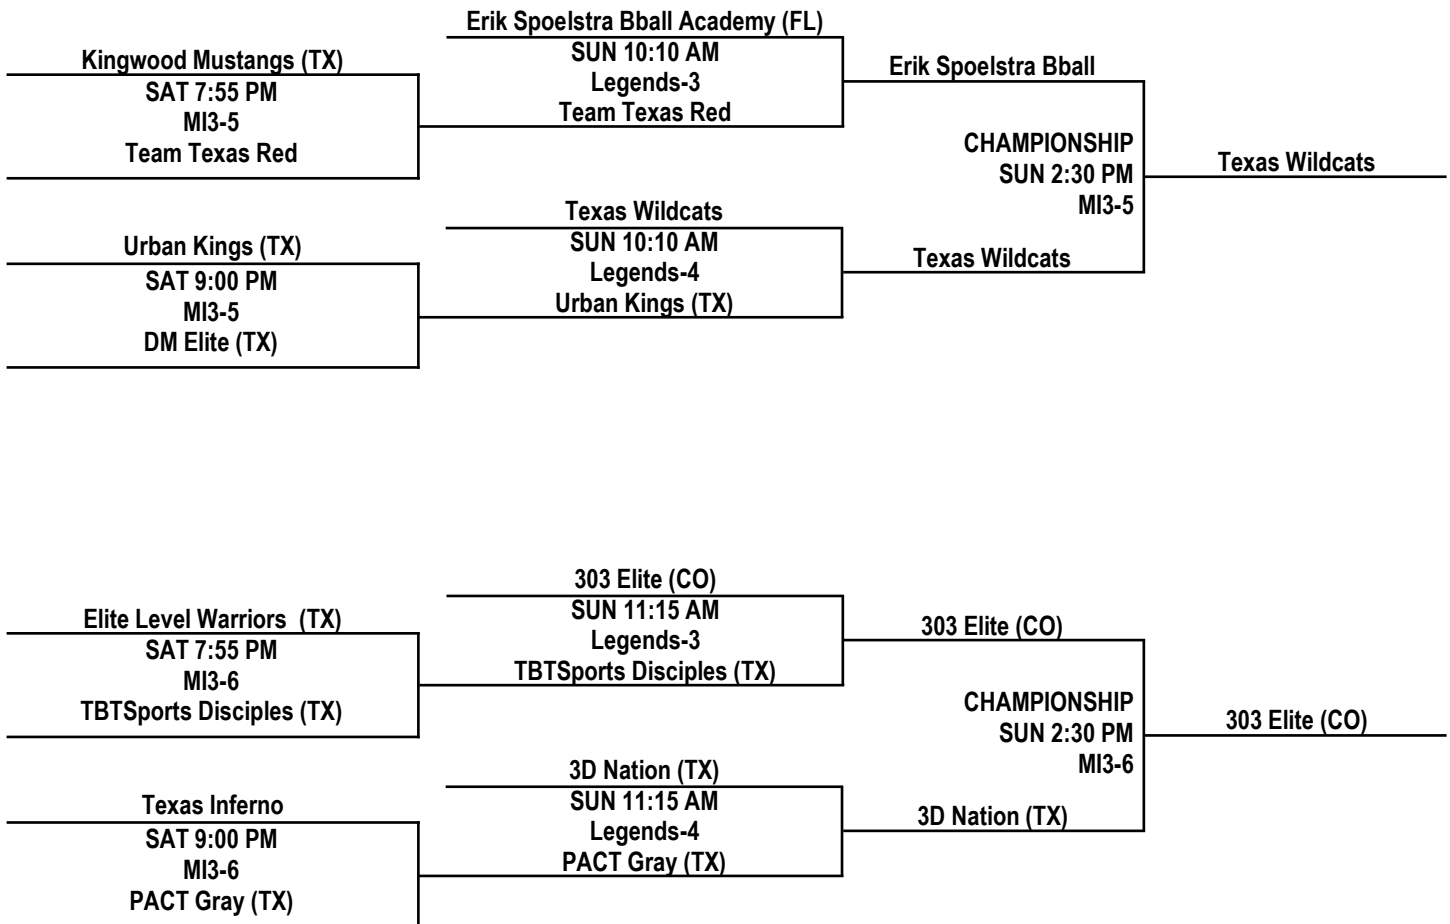 Erik Spoelstra Bball Academy (FL)
Kingwood Mustangs (TX)
SUN 10:10 AM
Erik Spoelstra Bball
SAT 7:55 PM
Legends-3
MI3-5
Team Texas Red
Team Texas Red
CHAMPIONSHIP
SUN 2:30 PM
MI3-5
Texas Wildcats
Texas Wildcats
Urban Kings (TX)
SUN 10:10 AM
Texas Wildcats
SAT 9:00 PM
Legends-4
MI3-5
Urban Kings (TX)
DM Elite (TX)
303 Elite (CO)
Elite Level Warriors (TX)
SUN 11:15 AM
303 Elite (CO)
SAT 7:55 PM
Legends-3
MI3-6
TBTSports Disciples (TX)
TBTSports Disciples (TX)
CHAMPIONSHIP
SUN 2:30 PM
MI3-6
303 Elite (CO)
3D Nation (TX)
Texas Inferno
SUN 11:15 AM
3D Nation (TX)
SAT 9:00 PM
Legends-4
MI3-6
PACT Gray (TX)
PACT Gray (TX)